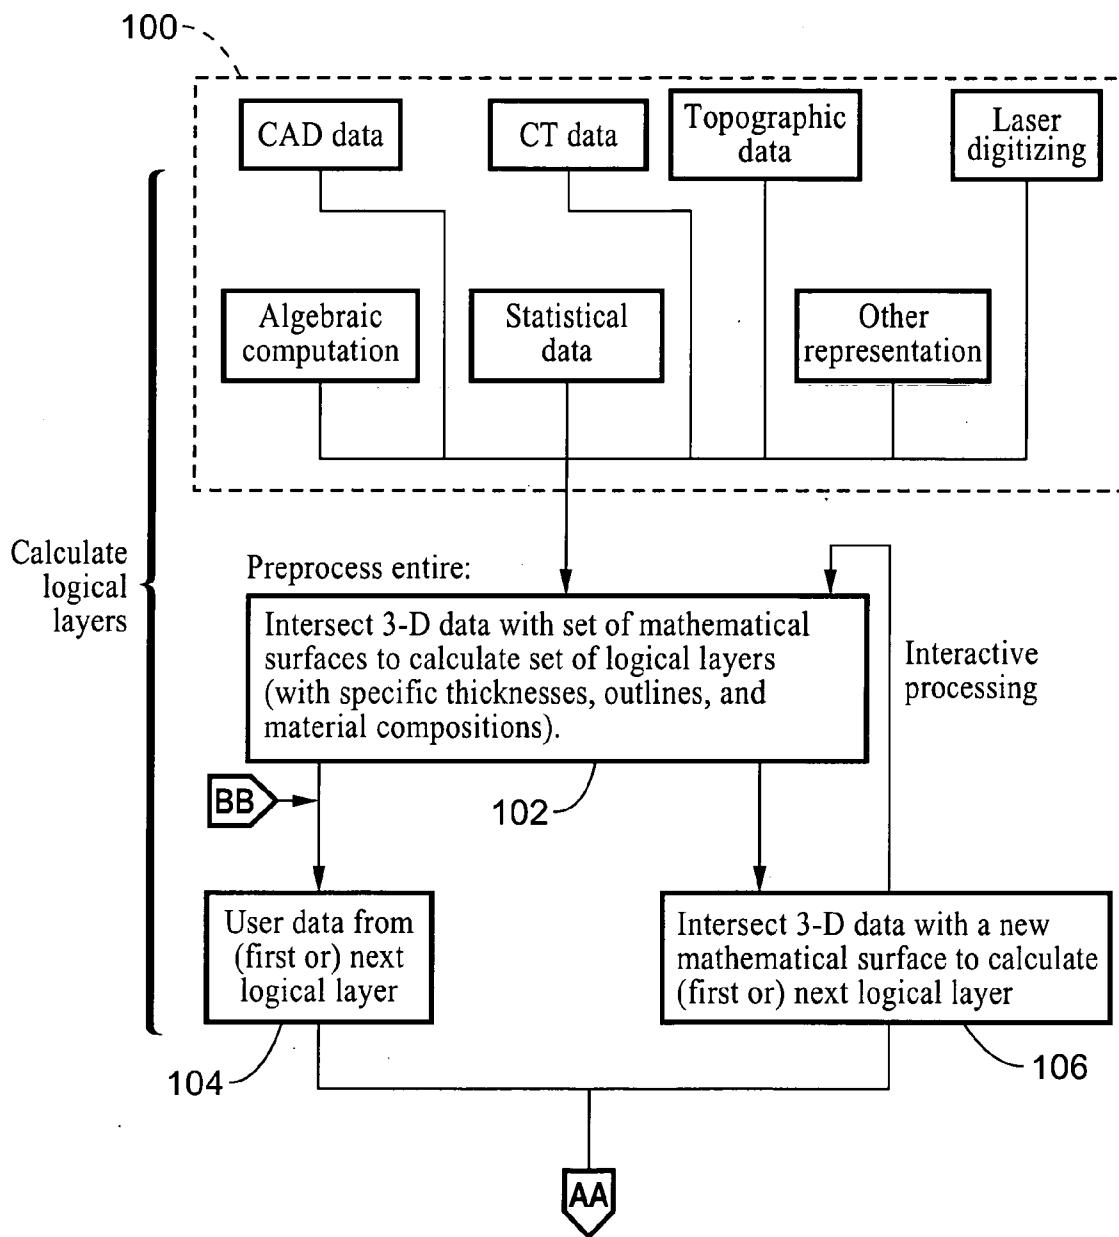 100
CAD data
CT data
Topographic
data
Laser
digitizing
Algebraic
computation
Statistical
data
Other
representation
Calculate
logical
layers
Preprocess entire:
Intersect 3-D data with set of mathematical
surfaces to calculate set of logical layers
(with specific thicknesses, outlines, and
material compositions).
Interactive
processing
BB
102
User data from
(first or) next
logical layer
Intersect 3-D data with a new
mathematical surface to calculate
(first or) next logical layer
104
106
AA